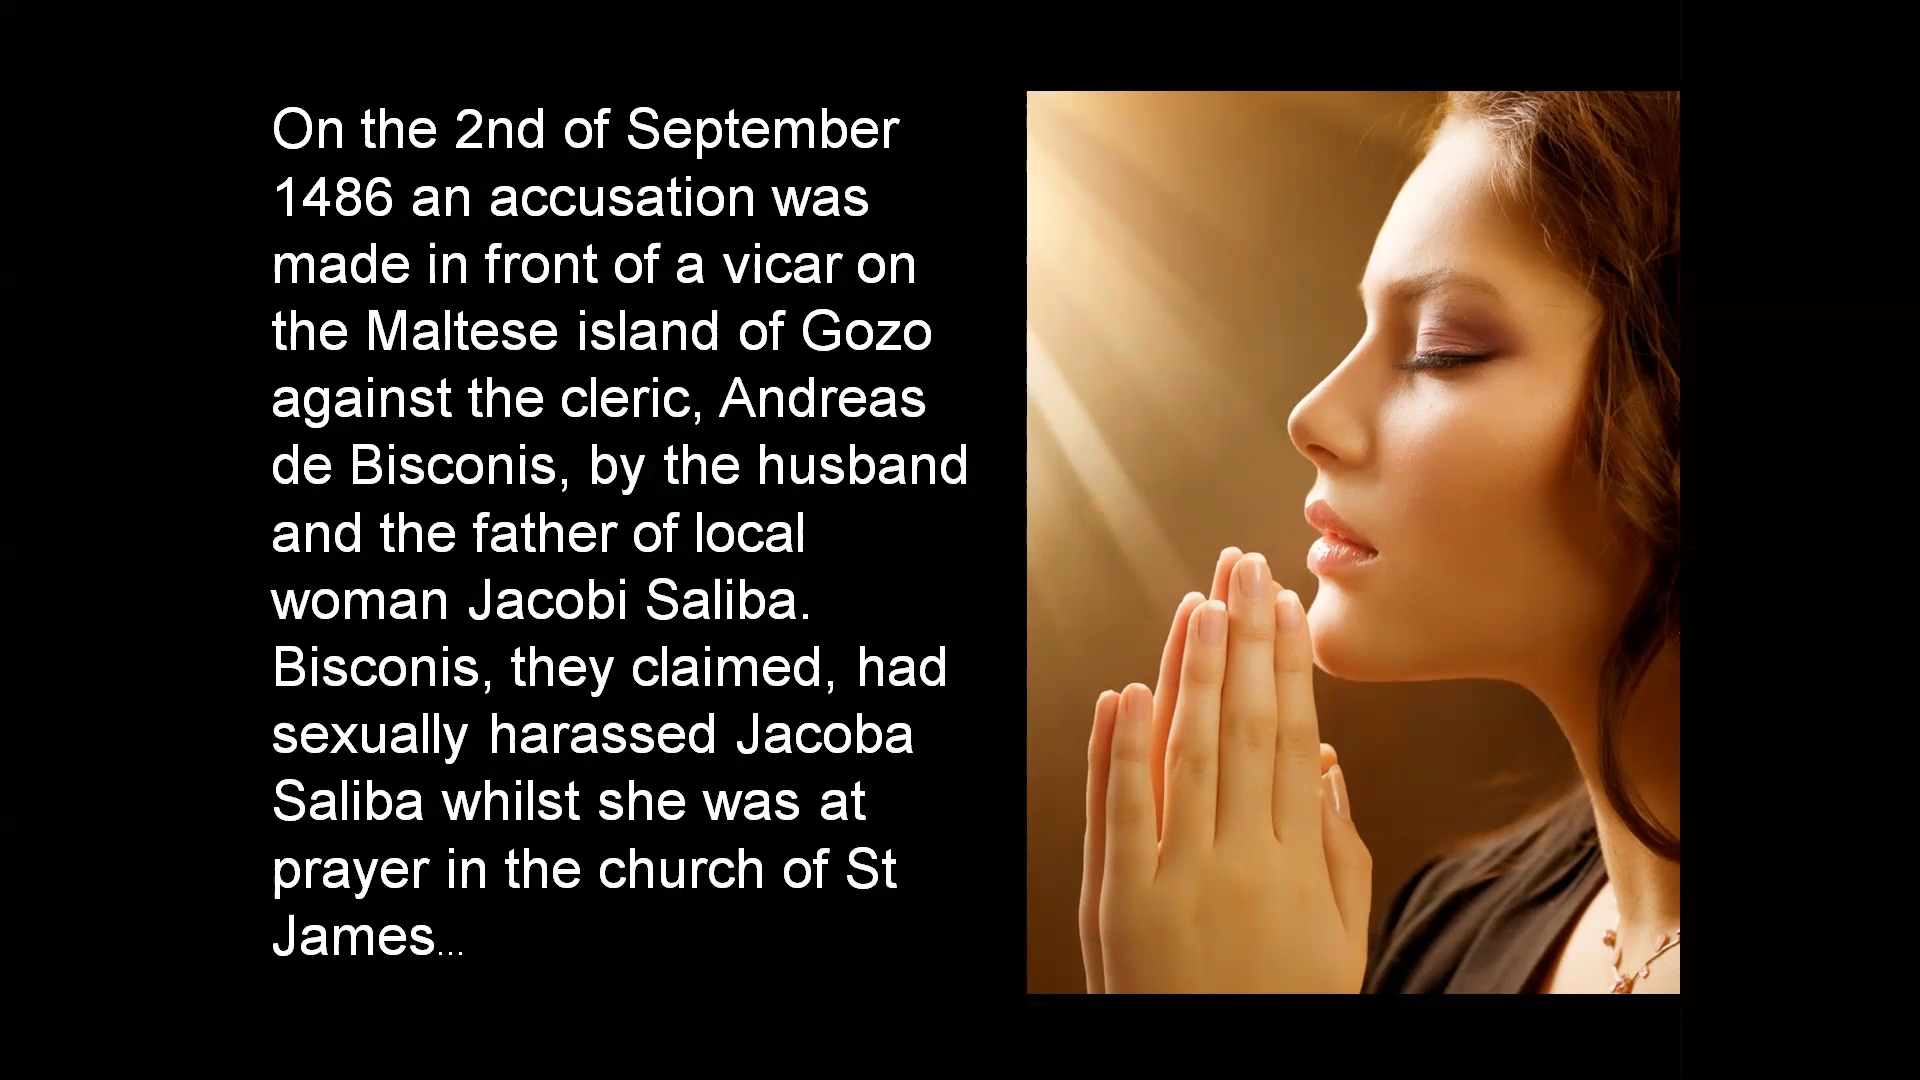 On the 2nd of September
1486 an accusation was
made in front of a vicar on
the Maltese island of Gozo
against the cleric, Andreas
de Bisconis, by the husband
and the father of local
woman Jacobi Saliba.
Bisconis, they claimed, had
sexually harassed Jacoba
Saliba whilst she was at
prayer in the church of St
James...